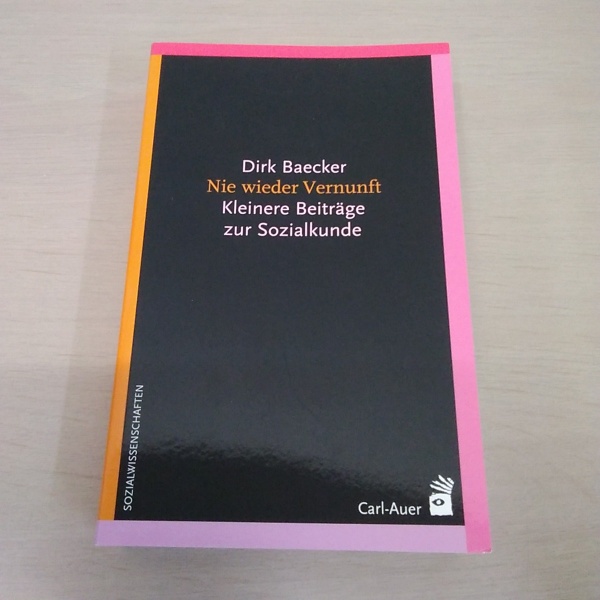 Dirk Baecker
Nie wieder Vernunft
Kleinere Beiträge
zur Sozialkunde
SOZIALWISSENSCHAFTEN
Carl-Auer